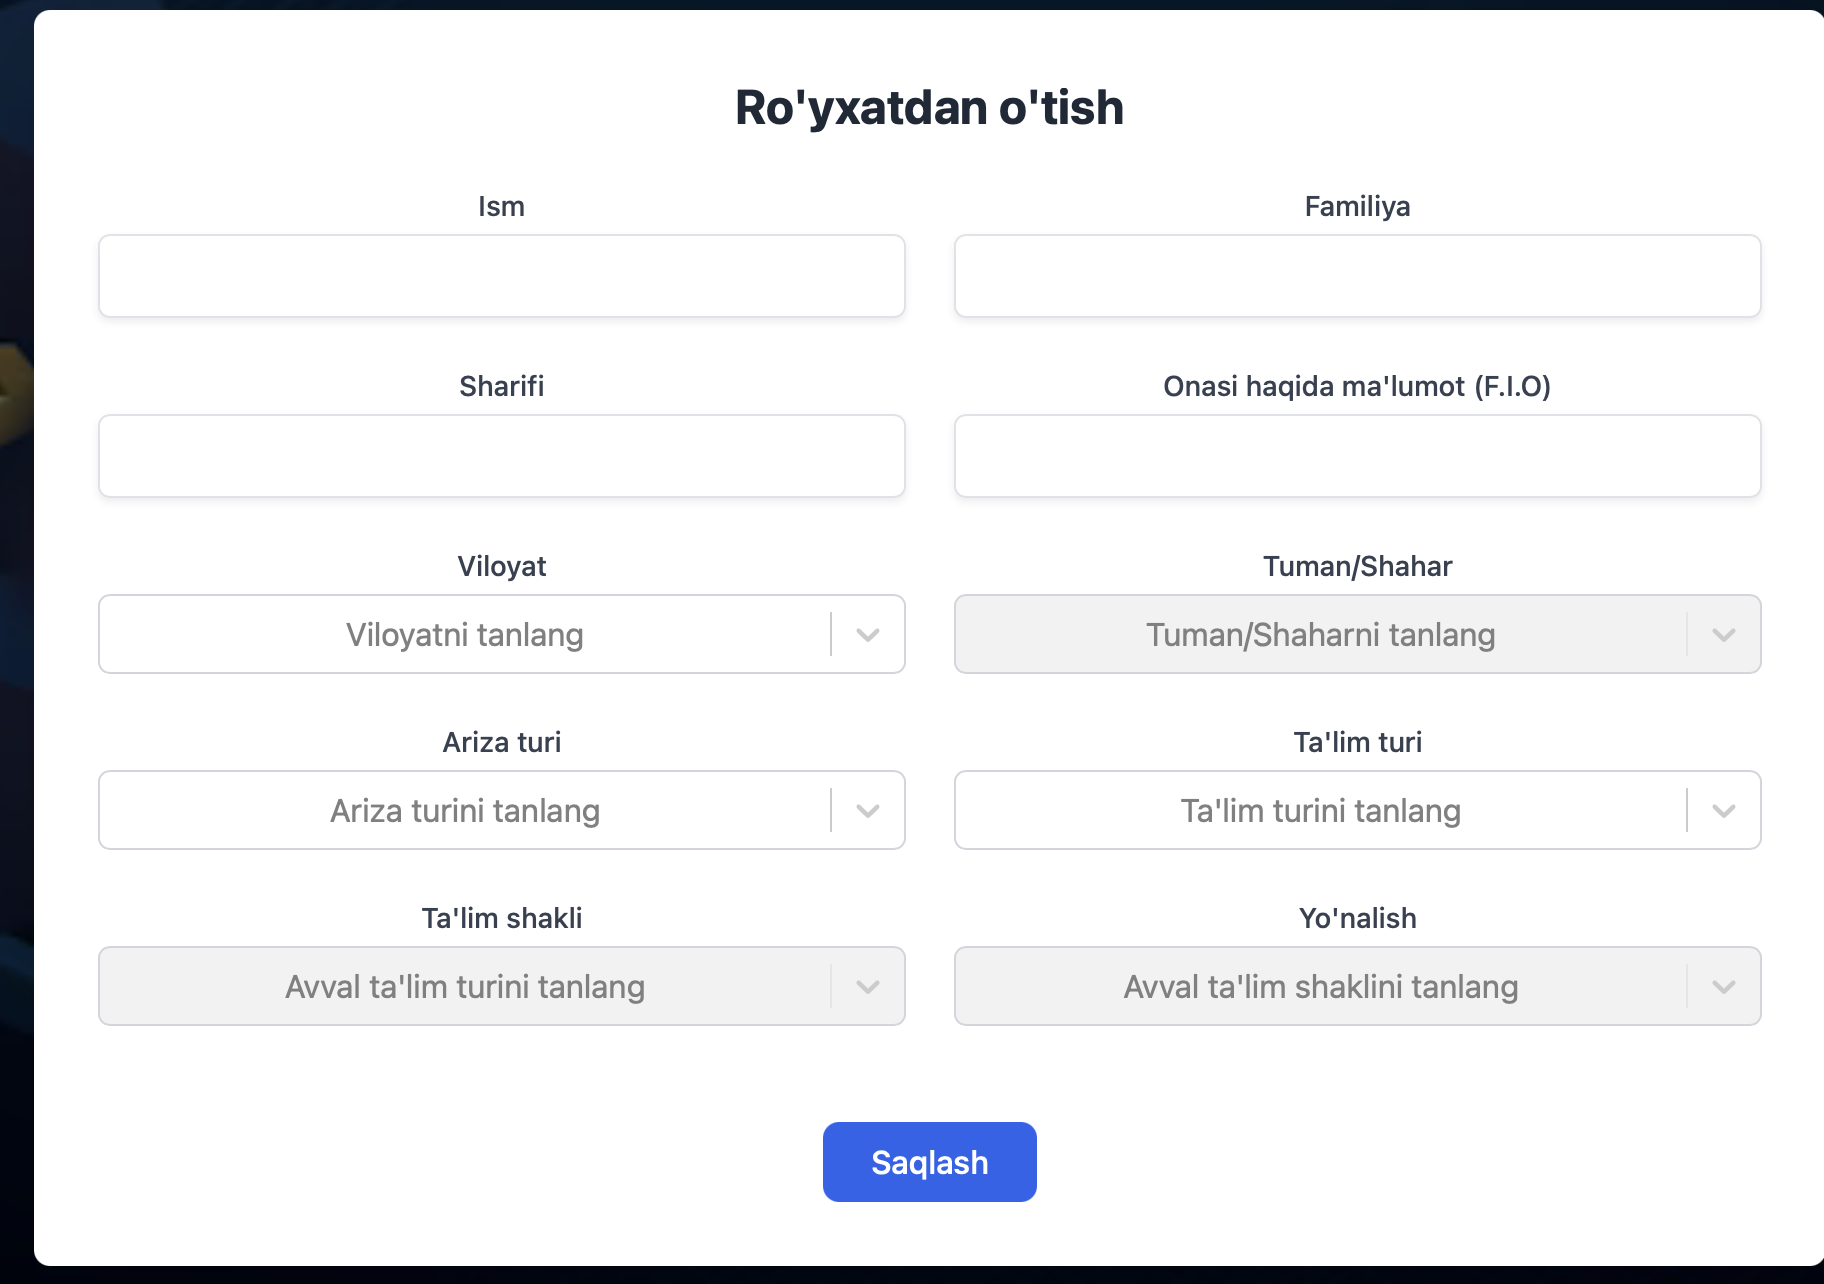 Ro'yxatdan o'tish
Ism
Familiya
Sharifi
Onasi haqida ma'lumot (F.I.O)
Viloyat
Tuman/Shahar
Viloyatni tanlang
Tuman/Shaharni tanlang
Ariza turi
Ta'lim turi
Ariza turini tanlang
Ta'lim turini tanlang
Ta'lim shakli
Yo'nalish
Avval ta'lim turini tanlang
Avval ta'lim shaklini tanlang
Saqlash